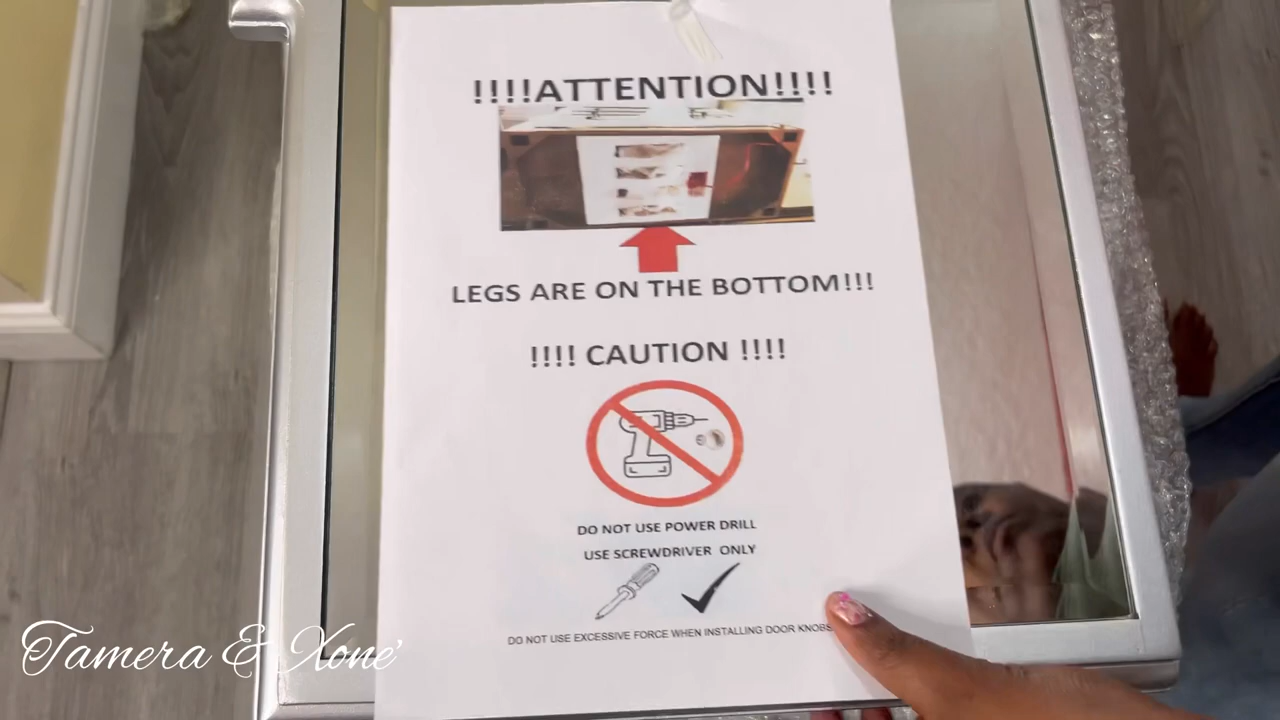 !!!!ATTENTION!!!!
LEGS ARE ON THE BOTTOM!!!
!!!! CAUTION !!!!
DO NOT USE POWER DRILL
USE SCREWDRIVER ONLY
DO NOT USE EXCESSIVE FORCE WHEN INSTALLING DOOR KNOBS
Tamera & Xone'